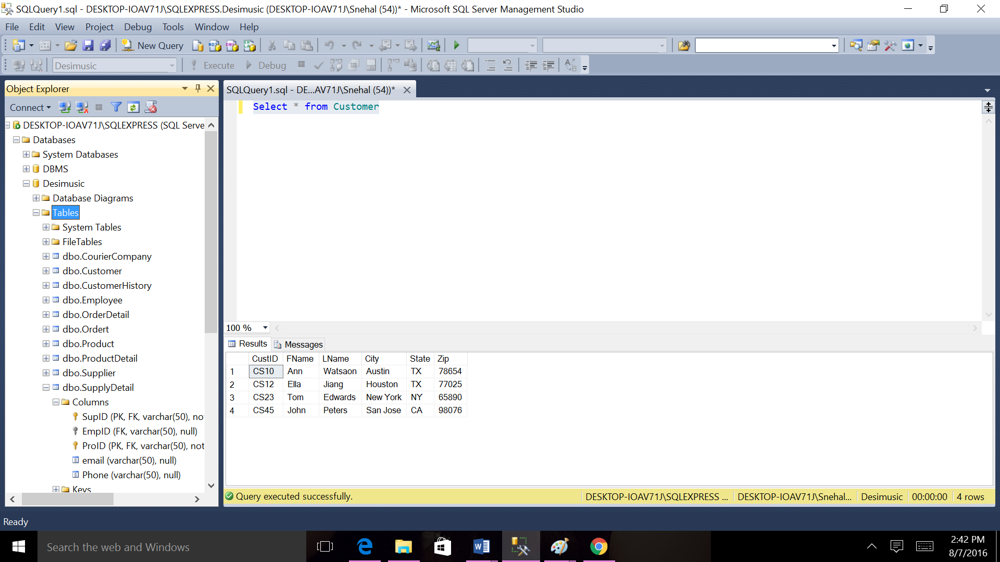 SQLQuery1.sql - DESKTOP-IOAV71J\SQLEXPRESS.Desimusic (DESKTOP-IOAV71J\Snehal (54))* - Microsoft SQL Server Management Studio
File Edit View Project Debug Tools Window Help
New Query
Desimusic Execute Debug
Object Explorer
Connect
DESKTOP-IOAV71J\SQLEXPRESS (SQL Serve
Databases
System Databases
DBMS
Desimusic
Database Diagrams
Tables
System Tables
FileTables
dbo.CourierCompany
dbo.Customer
dbo.CustomerHistory
dbo.Employee
dbo.OrderDetail
dbo.Ordert
dbo.Product
dbo.ProductDetail
dbo.Supplier
dbo.SupplyDetail
Columns
SupID (PK, FK, varchar(50), no
EmpID (FK, varchar(50), null)
ProID (PK, FK, varchar(50), not
email (varchar(50), null)
Phone (varchar(50), null)
Keys
SQLQuery1.sql - DE...AV71J\Snehal (54))*
Select * from Customer
100 %
Results Messages
CustID FName LName City State Zip
1 CS10 Ann Watsaon Austin TX 78654
2 CS12 Ella Jiang Houston TX 77025
3 CS23 Tom Edwards New York NY 65890
4 CS45 John Peters San Jose CA 98076
Query executed successfully. DESKTOP-IOAV71J\SQLEXPRESS ... DESKTOP-IOAV71J\Snehal... Desimusic 00:00:00 4 rows
Ready
Search the web and Windows
2:42 PM
8/7/2016